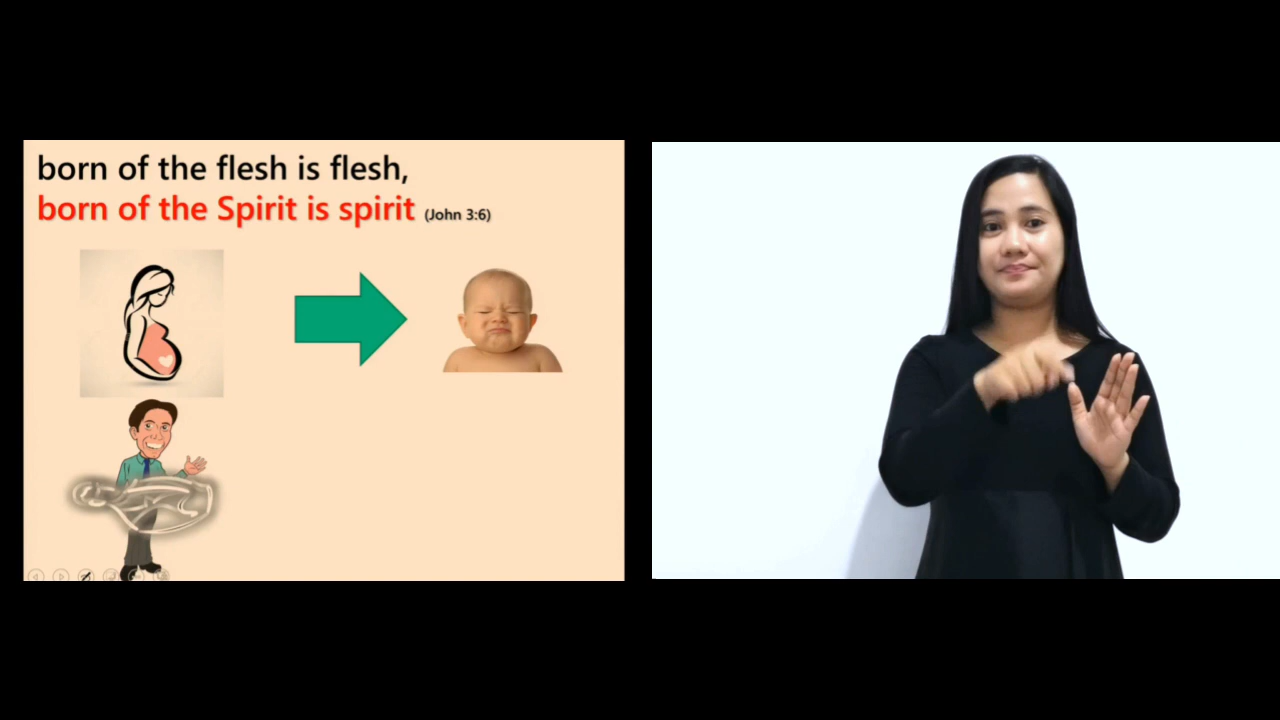 born of the flesh is flesh,
born of the Spirit is spirit (John 3:6)